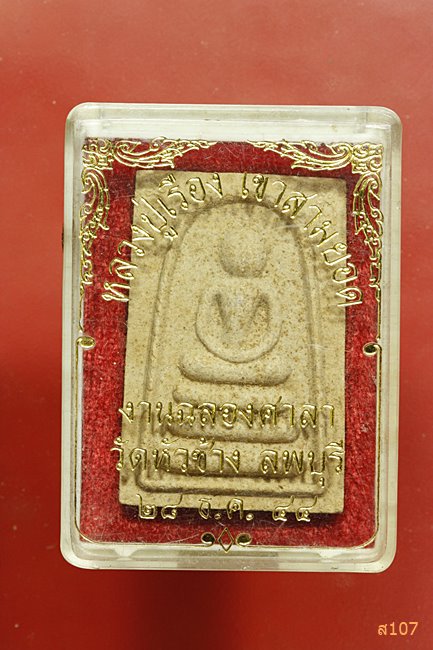 หลวงปู่เรือง เขาสามยอด
งานฉลองศาลา
วัดหัวช้าง ลพบุรี
๒๘ ธ.ค. ๔๔
ส107